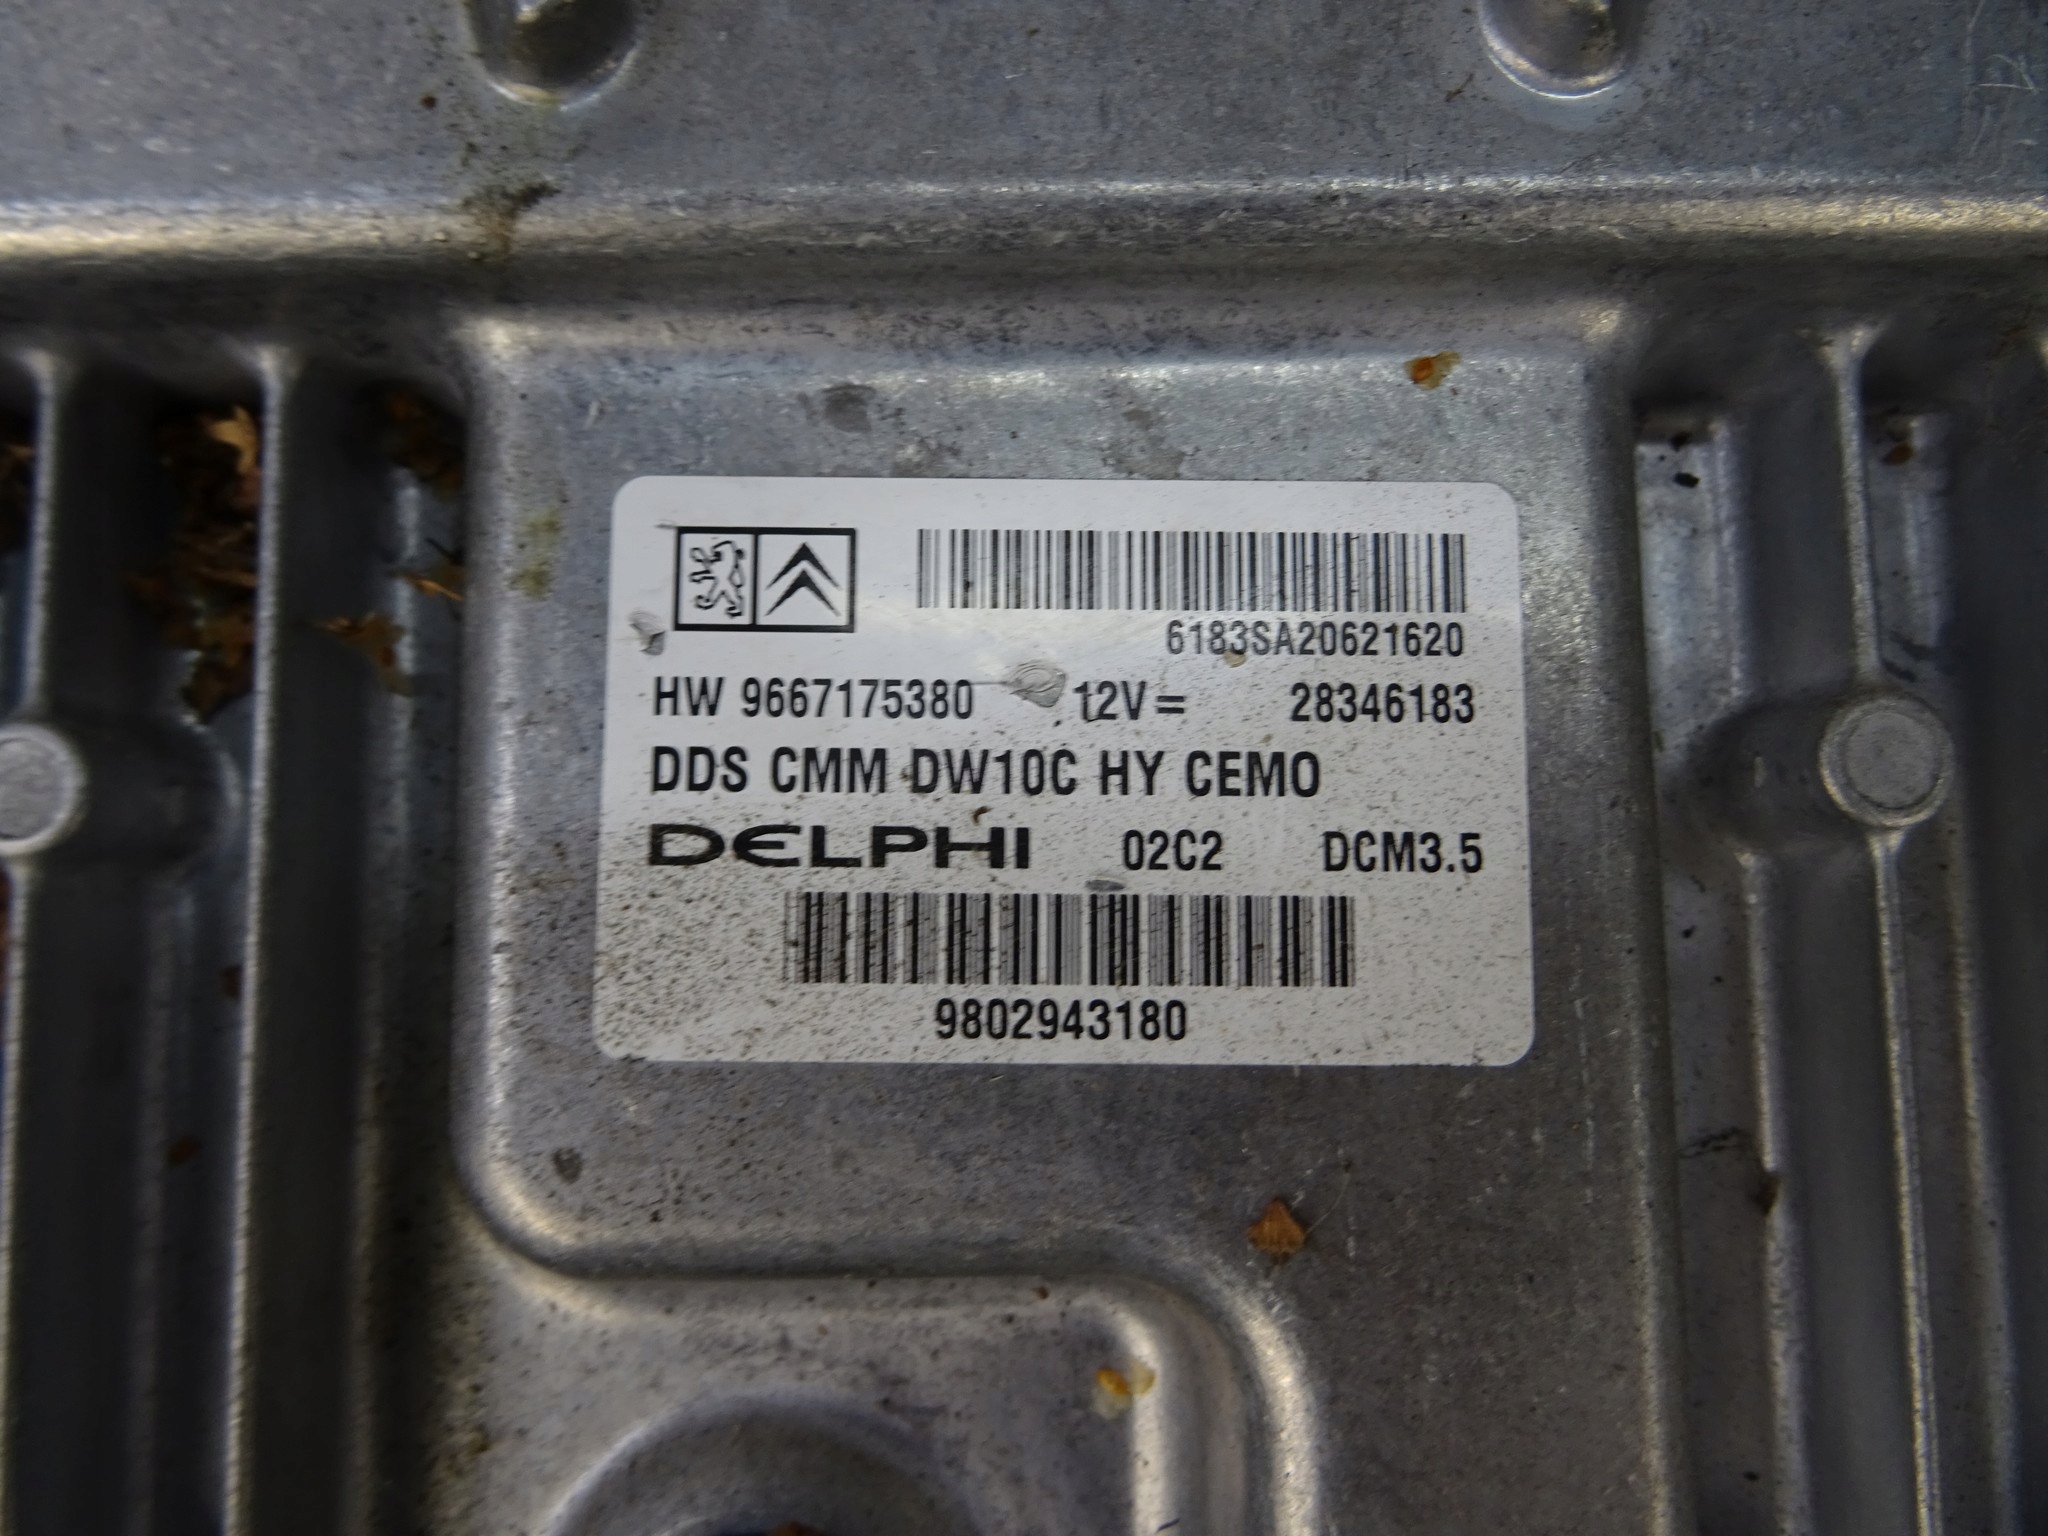 6183SA20621620
HW 9667175380 12V= 28346183
DDS CMM DW10C HY CEMO
DELPHI 02C2 DCM3.5
9802943180